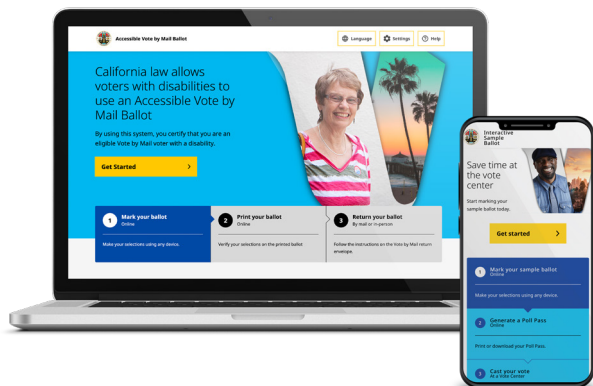 Accessible Vote by Mail Ballot
Language
Settings
Help
California law allows
voters with disabilities to
use an Accessible Vote by
Mail Ballot
By using this system, you certify that you are an
eligible Vote by Mail voter with a disability.
Get Started
1 Mark your ballot
Online
Make your selections using any device.
2 Print your ballot
Online
Verify your selections on the printed ballot
3 Return your ballot
By mail or in-person
Follow the instructions on the Vote by Mail return
envelope.
Interactive
Sample
Ballot
Save time at
the vote
center
Start marking your
sample ballot today.
Get started
1 Mark your sample ballot
Online
Make your selections using any device.
2 Generate a Poll Pass
Online
Print or download your Poll Pass.
3 Cast your vote
At a Vote Center